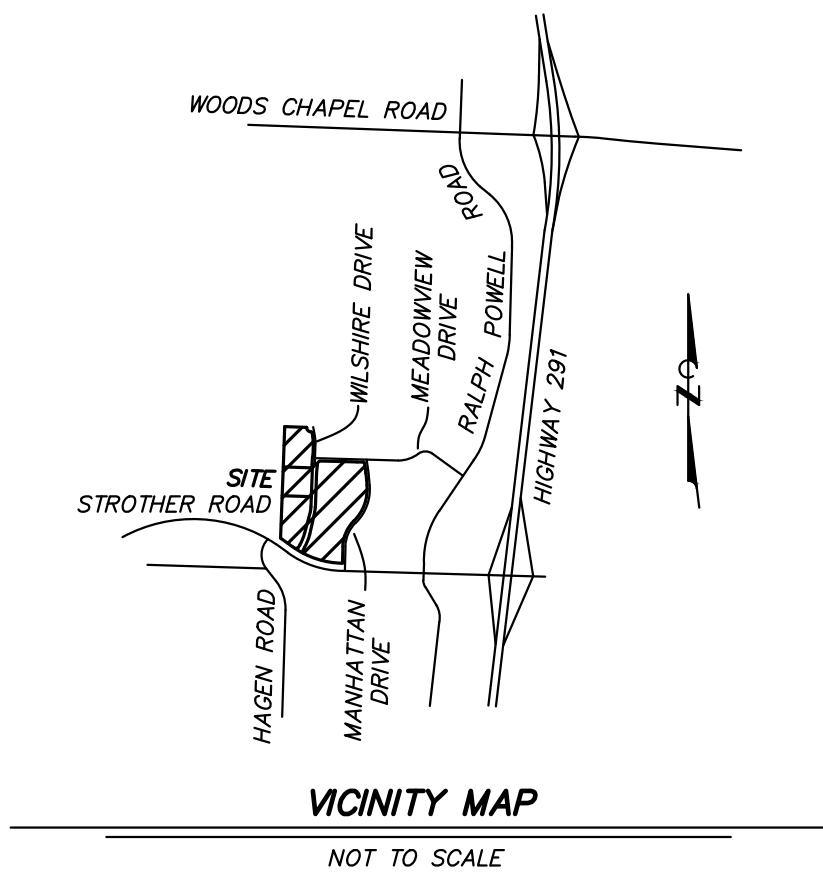 WOODS CHAPEL ROAD
ROAD
RALPH POWELL
WILSHIRE DRIVE
MEADOWVIEW
DRIVE
HIGHWAY 291
N
SITE
STROTHER ROAD
HAGEN ROAD
MANHATTAN
DRIVE
VICINITY MAP
NOT TO SCALE